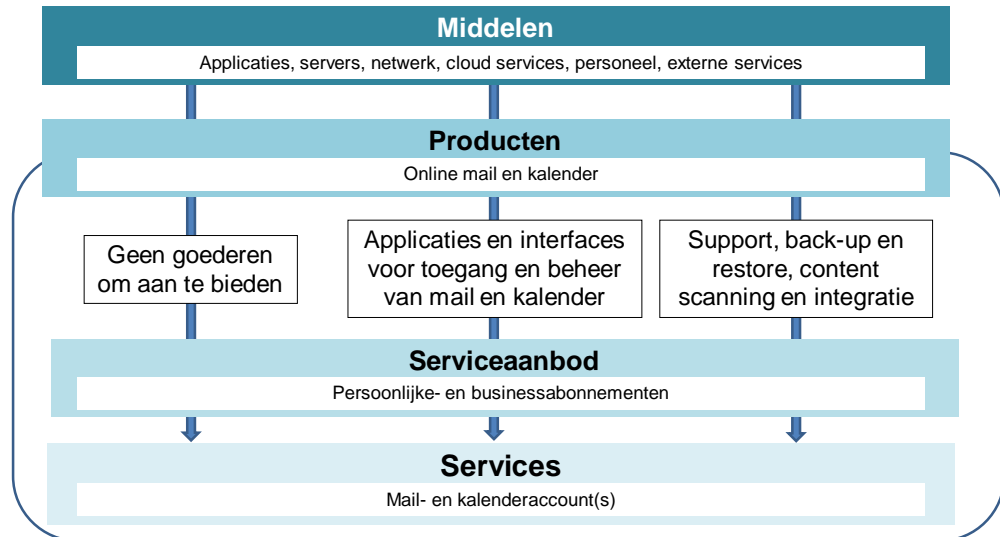 Middelen
Applicaties, servers, netwerk, cloud services, personeel, externe services
Producten
Online mail en kalender
Geen goederen
om aan te bieden
Applicaties en interfaces
voor toegang en beheer
van mail en kalender
Support, back-up en
restore, content
scanning en integratie
Serviceaanbod
Persoonlijke- en businessabonnementen
Services
Mail- en kalenderaccount(s)